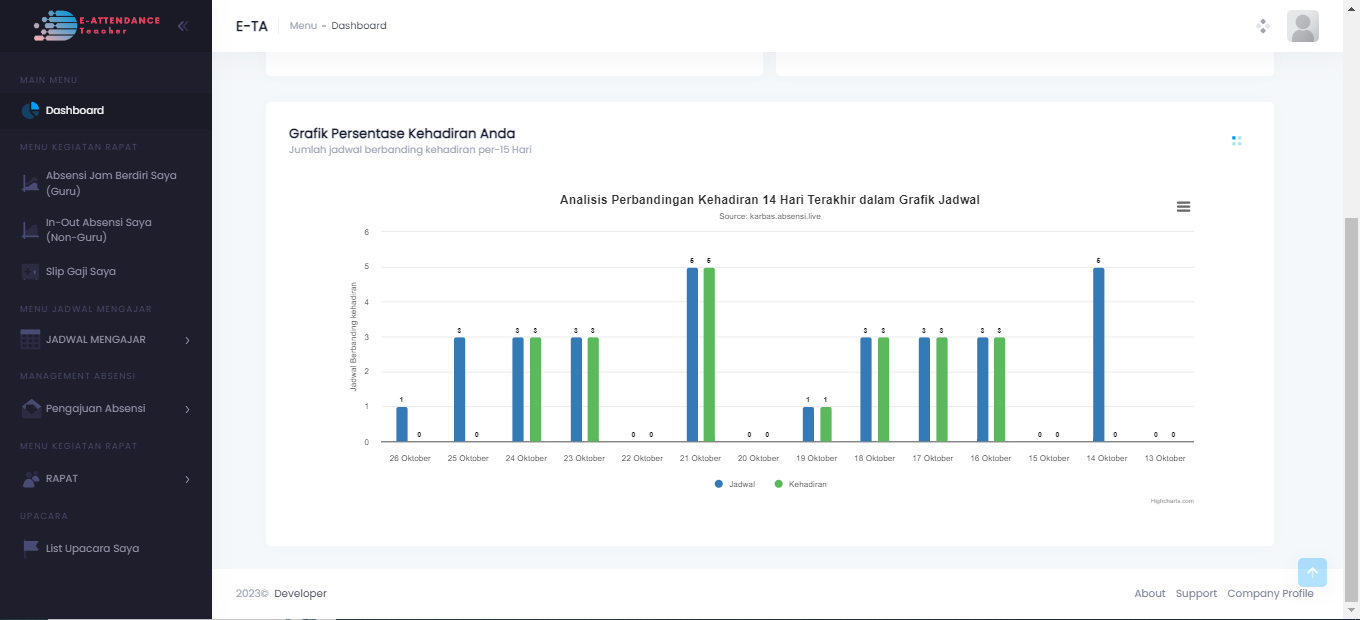 E-ATTENDANCE
Teacher
MAIN MENU
Dashboard
MENU KEGIATAN RAPAT
Absensi Jam Berdiri Saya
(Guru)
In-Out Absensi Saya
(Non-Guru)
Slip Gaji Saya
MENU JADWAL MENGAJAR
JADWAL MENGAJAR
MANAGEMENT ABSENSI
Pengajuan Absensi
MENU KEGIATAN RAPAT
RAPAT
UPACARA
List Upacara Saya
E-TA Menu - Dashboard
Grafik Persentase Kehadiran Anda
Jumlah jadwal berbanding kehadiran per-15 Hari
Analisis Perbandingan Kehadiran 14 Hari Terakhir dalam Grafik Jadwal
Source: karbas.absensi.live
Jadwal Berbanding kehadiran
6
5
4
3
2
1
0
1 0 3 0 3 3 3 3 0 0 5 5 0 0 1 1 3 3 3 3 3 3 0 0 5 0 0 0
26 Oktober 25 Oktober 24 Oktober 23 Oktober 22 Oktober 21 Oktober 20 Oktober 19 Oktober 18 Oktober 17 Oktober 16 Oktober 15 Oktober 14 Oktober 13 Oktober
Jadwal Kehadiran
Highcharts.com
2023© Developer
About Support Company Profile